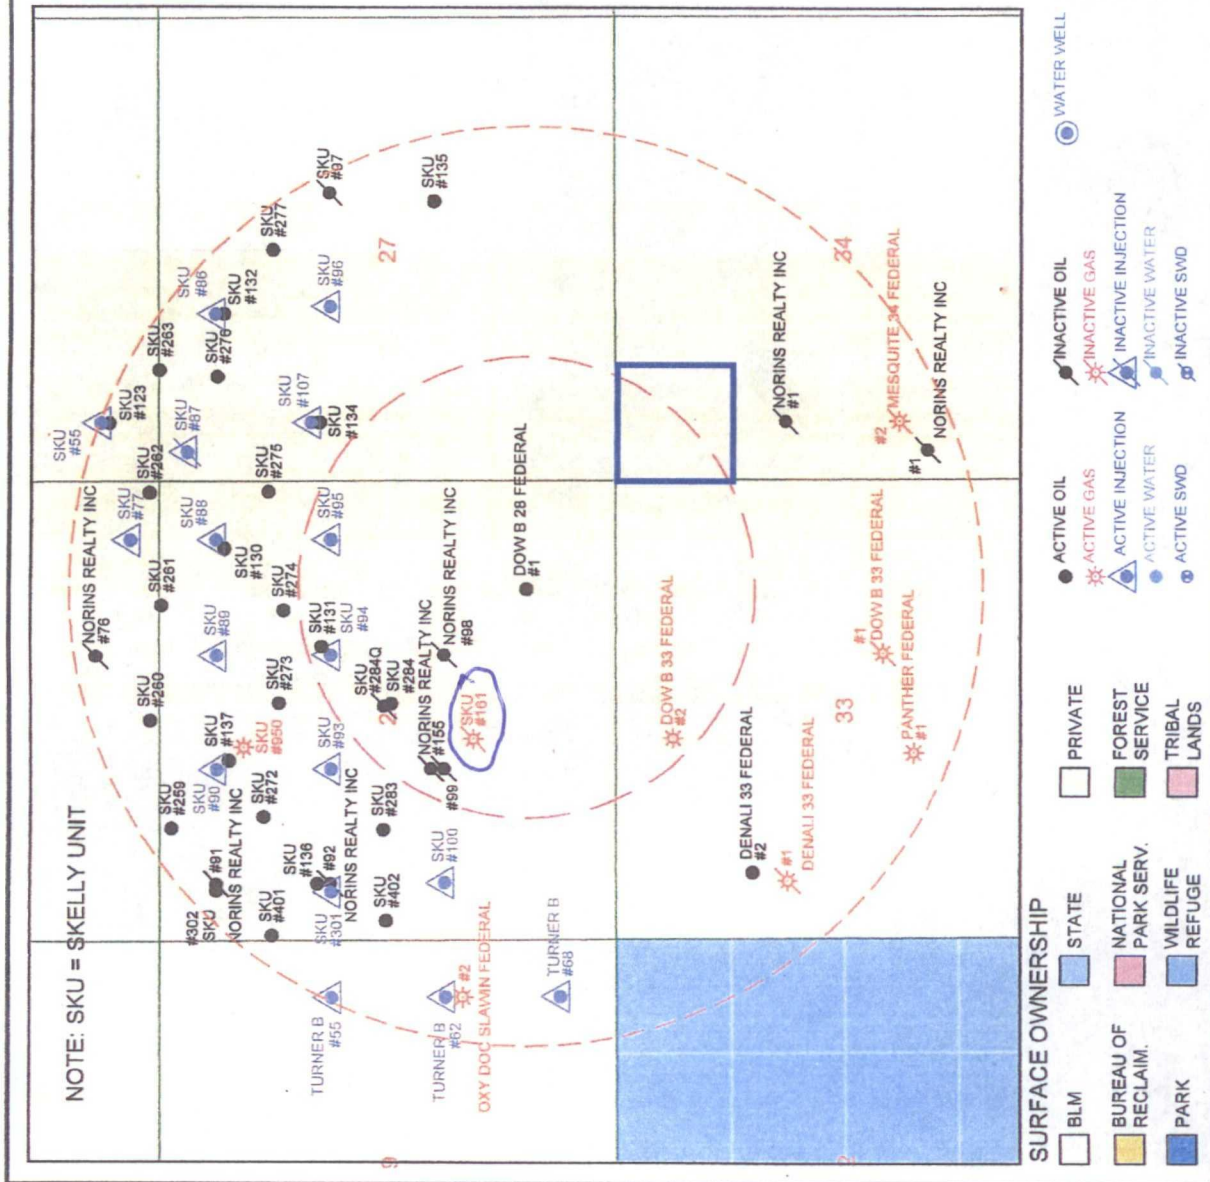 NOTE: SKU = SKELLY UNIT
NORINS REALTY INC
#76
SKU
#77
SKU
#55
SKU
#123
SKU
#259
SKU
#260
SKU
#261
SKU
#262
SKU
#87
SKU
#263
SKU
#86
SKU
#132
SKU
#276
SKU
#277
#302
SKU
#91
NORINS REALTY INC
SKU
#90
SKU
#137
SKU
#950
SKU
#89
SKU
#88
SKU
#130
SKU
#401
SKU
#272
SKU
#273
SKU
#274
SKU
#275
SKU
#107
SKU
#134
SKU
#96
SKU
#97
TURNER B
#55
SKU
#301
SKU
#136
#92
NORINS REALTY INC
SKU
#93
SKU
#131
SKU
#94
SKU
#95
SKU
#402
SKU
#283
SKU
#284Q
SKU
#284
27
SKU
#135
TURNER B
#62
#2
OXY DOC SLAWIN FEDERAL
SKU
#100
NORINS REALTY INC
#155
#99
NORINS REALTY INC
#98
SKU
#161
TURNER B
#68
DOW B 28 FEDERAL
#1
DOW B 33 FEDERAL
#2
DENALI 33 FEDERAL
#2
#1
DENALI 33 FEDERAL
NORINS REALTY INC
#1
33
34
#1
DOW B 33 FEDERAL
PANTHER FEDERAL
#1
#2
MESQUITE 34 FEDERAL
#1
NORINS REALTY INC
SURFACE OWNERSHIP
BLM
STATE
PRIVATE
BUREAU OF
RECLAIM.
NATIONAL
PARK SERV.
FOREST
SERVICE
PARK
WILDLIFE
REFUGE
TRIBAL
LANDS
ACTIVE OIL
ACTIVE GAS
ACTIVE INJECTION
ACTIVE WATER
ACTIVE SWD
INACTIVE OIL
INACTIVE GAS
INACTIVE INJECTION
INACTIVE WATER
INACTIVE SWD
WATER WELL